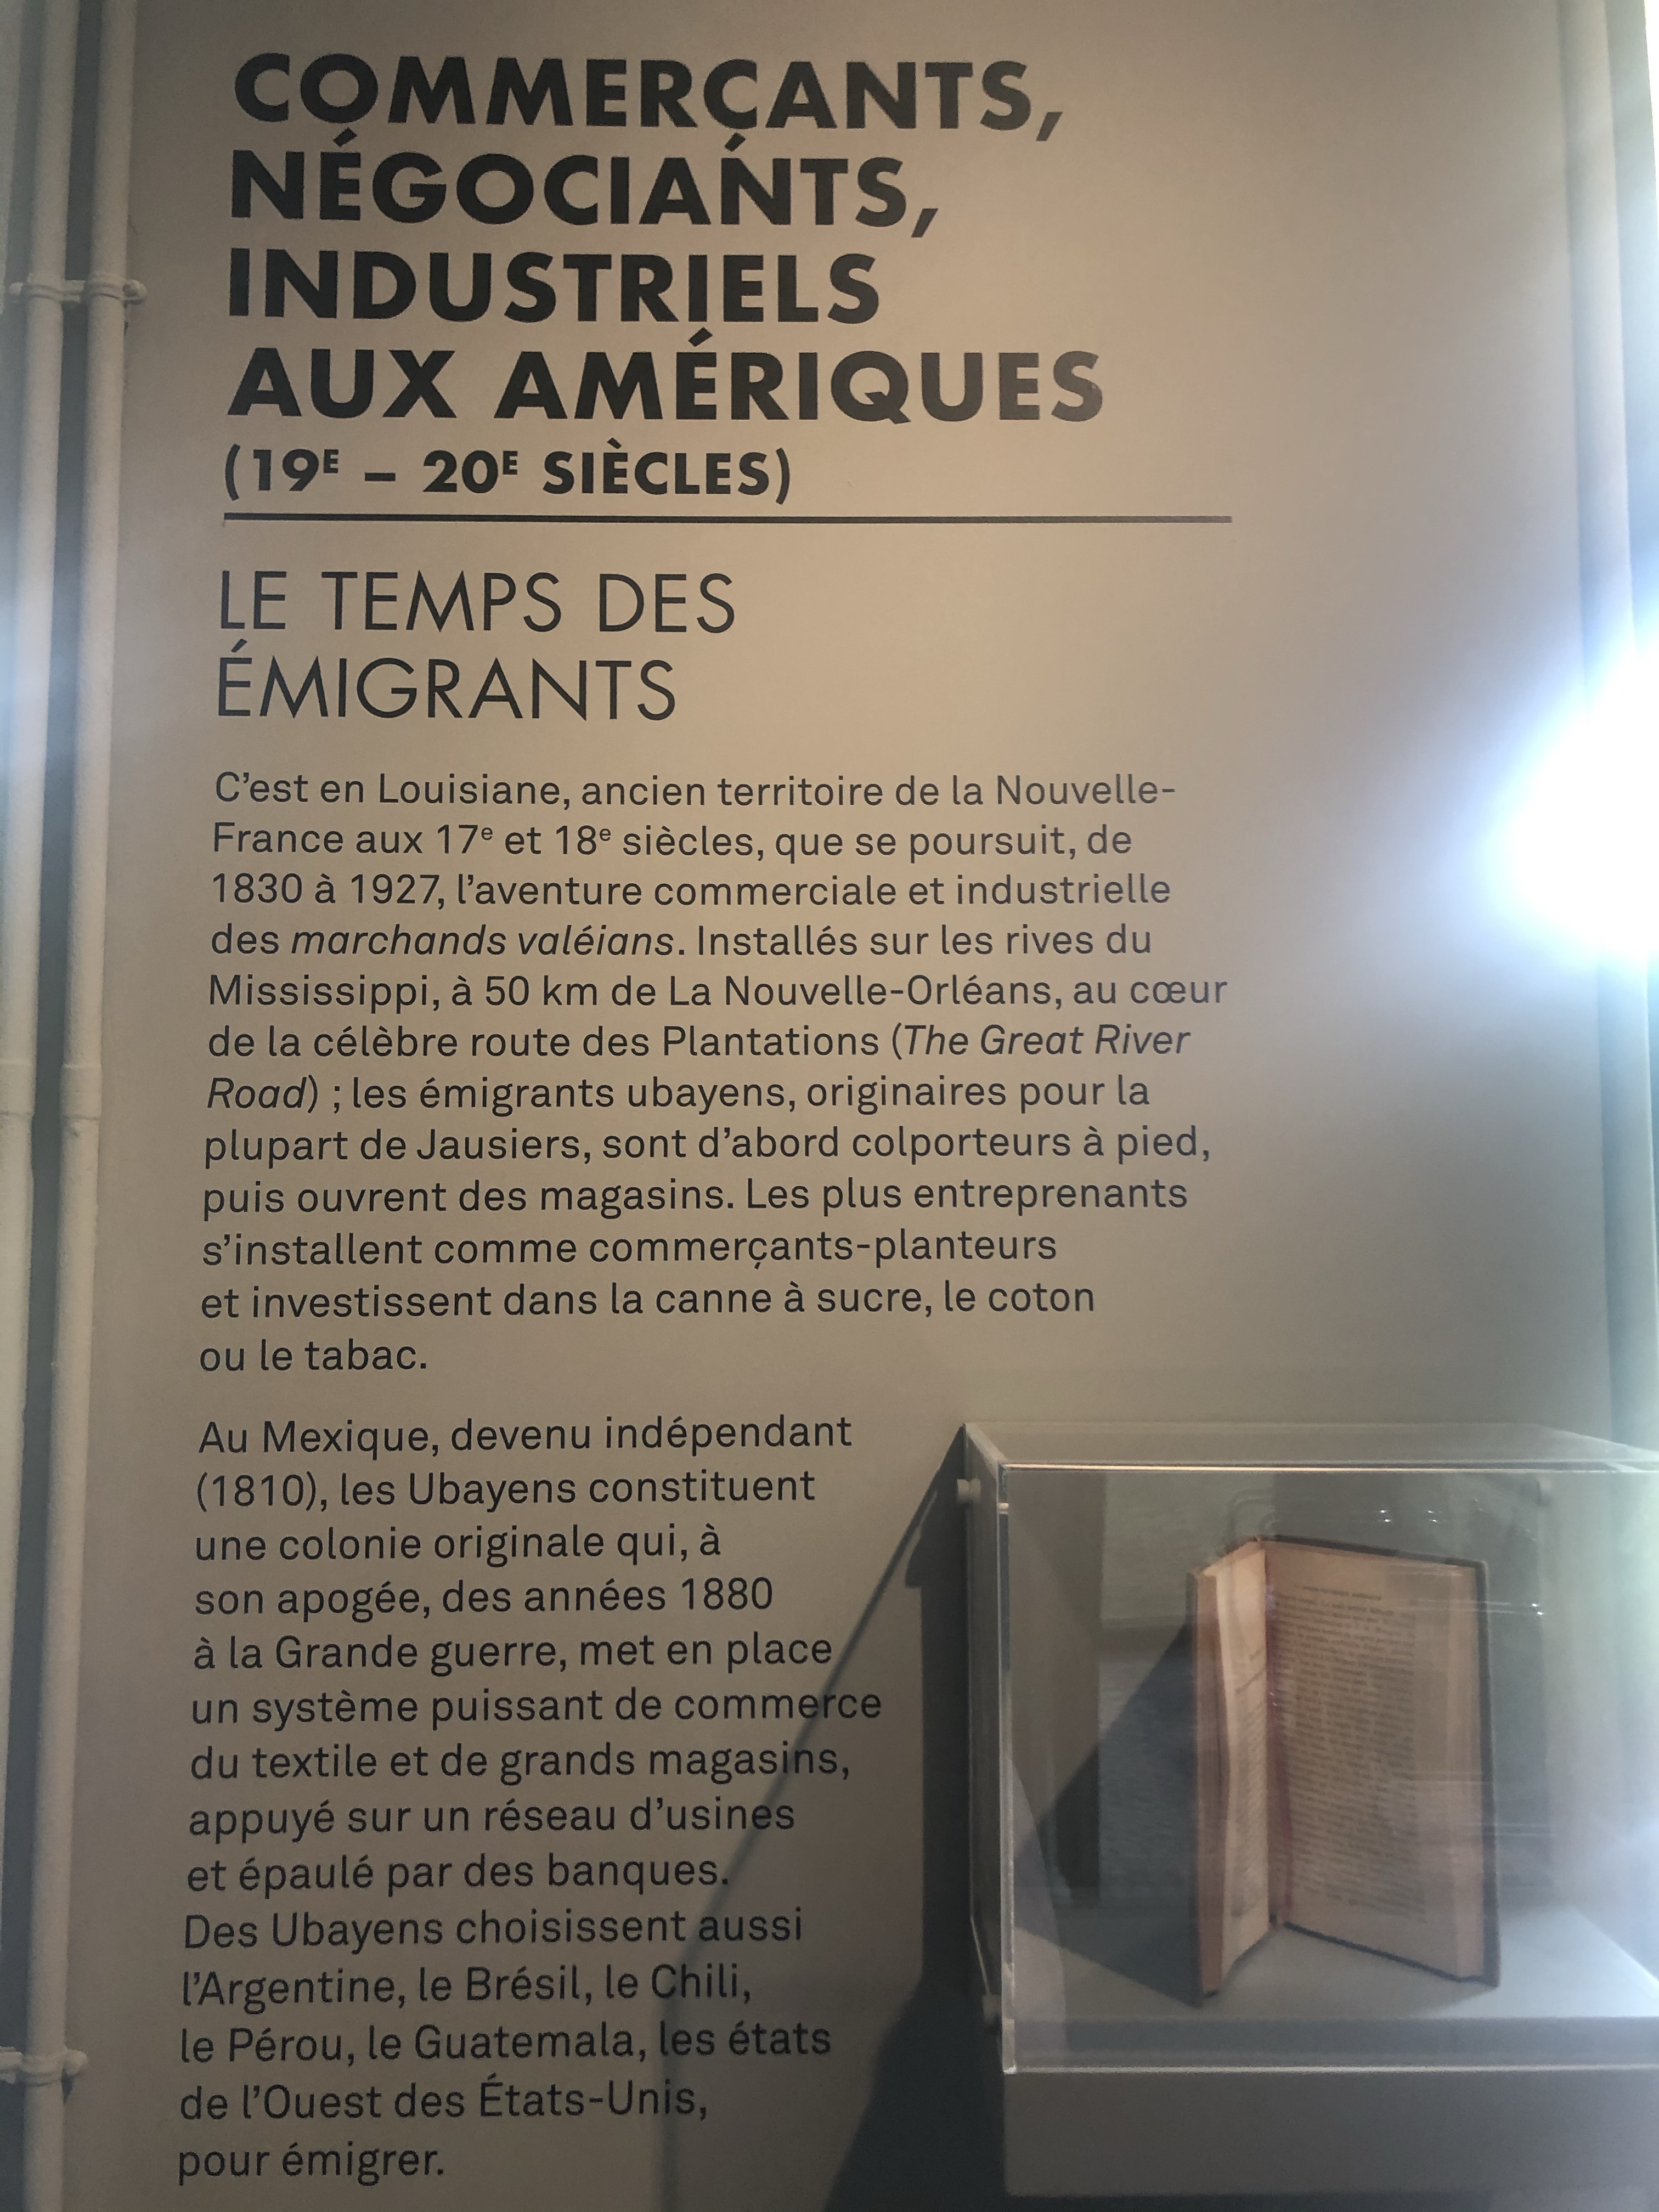 COMMERÇANTS,
NÉGOCIANTS,
INDUSTRIELS
AUX AMÉRIQUES
(19E – 20E SIÈCLES)
LE TEMPS DES
ÉMIGRANTS
C’est en Louisiane, ancien territoire de la Nouvelle-
France aux 17e et 18e siècles, que se poursuit, de
1830 à 1927, l’aventure commerciale et industrielle
des marchands valéians. Installés sur les rives du
Mississippi, à 50 km de La Nouvelle-Orléans, au cœur
de la célèbre route des Plantations (The Great River
Road) ; les émigrants ubayens, originaires pour la
plupart de Jausiers, sont d’abord colporteurs à pied,
puis ouvrent des magasins. Les plus entreprenants
s’installent comme commerçants-planteurs
et investissent dans la canne à sucre, le coton
ou le tabac.
Au Mexique, devenu indépendant
(1810), les Ubayens constituent
une colonie originale qui, à
son apogée, des années 1880
à la Grande guerre, met en place
un système puissant de commerce
du textile et de grands magasins,
appuyé sur un réseau d’usines
et épaulé par des banques.
Des Ubayens choisissent aussi
l’Argentine, le Brésil, le Chili,
le Pérou, le Guatemala, les états
de l’Ouest des États-Unis,
pour émigrer.